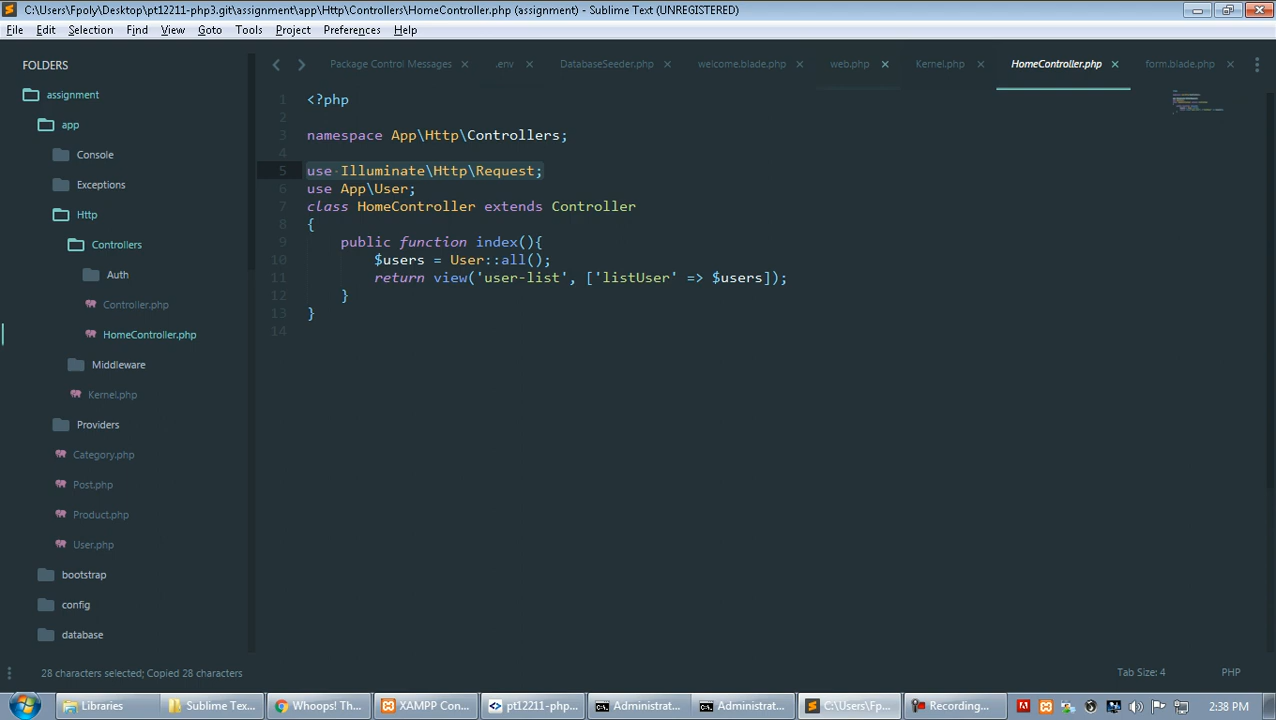 C:\Users\Fpoly\Desktop\pt12211-php3.git\assignment\app\Http\Controllers\HomeController.php (assignment) - Sublime Text (UNREGISTERED)
File Edit Selection Find View Goto Tools Project Preferences Help
FOLDERS
assignment
app
Console
Exceptions
Http
Controllers
Auth
Controller.php
HomeController.php
Middleware
Kernel.php
Providers
Category.php
Post.php
Product.php
User.php
bootstrap
config
database
Package Control Messages .env DatabaseSeeder.php welcome.blade.php web.php Kernel.php HomeController.php form.blade.php
1 <?php
2
3 namespace App\Http\Controllers;
4
5 use Illuminate\Http\Request;
6 use App\User;
7 class HomeController extends Controller
8 {
9 public function index(){
10 $users = User::all();
11 return view('user-list', ['listUser' => $users]);
12 }
13 }
14
28 characters selected; Copied 28 characters Tab Size: 4 PHP
Libraries Sublime Tex... Whoops! Th... XAMPP Con... pt12211-php... Administrat... Administrat... C:\Users\Fp... Recording... 2:38 PM